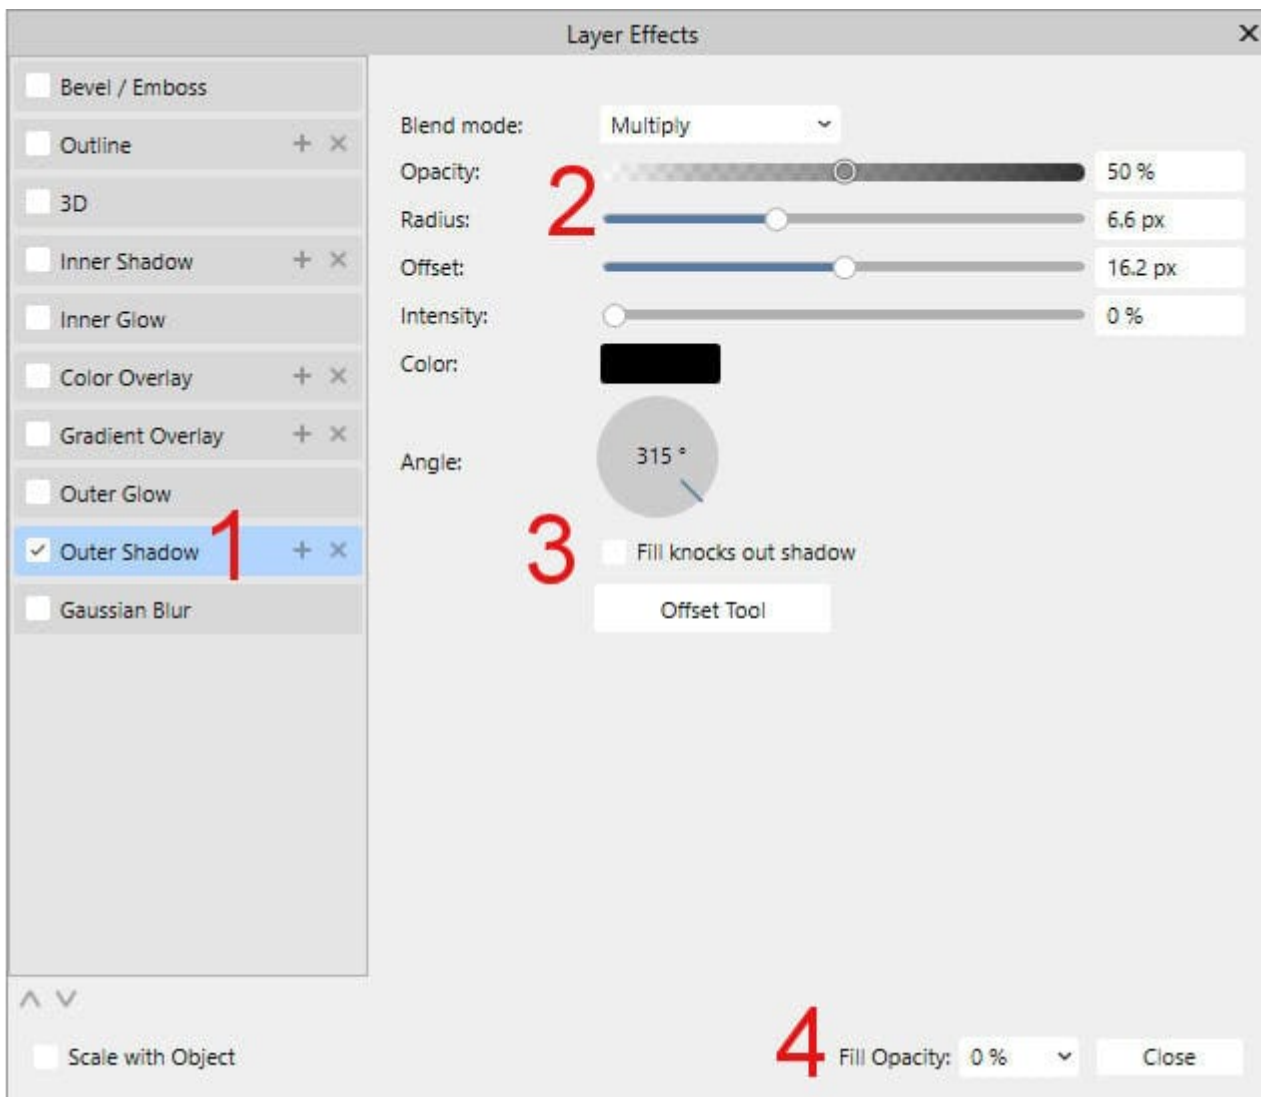 Layer Effects
Bevel / Emboss
Outline
3D
Inner Shadow
Inner Glow
Color Overlay
Gradient Overlay
Outer Glow
Outer Shadow 1
Gaussian Blur
Blend mode: Multiply
Opacity: 50 %
2
Radius: 6.6 px
Offset: 16.2 px
Intensity: 0 %
Color:
Angle: 315 °
3 Fill knocks out shadow
Offset Tool
Scale with Object
4 Fill Opacity: 0 % Close